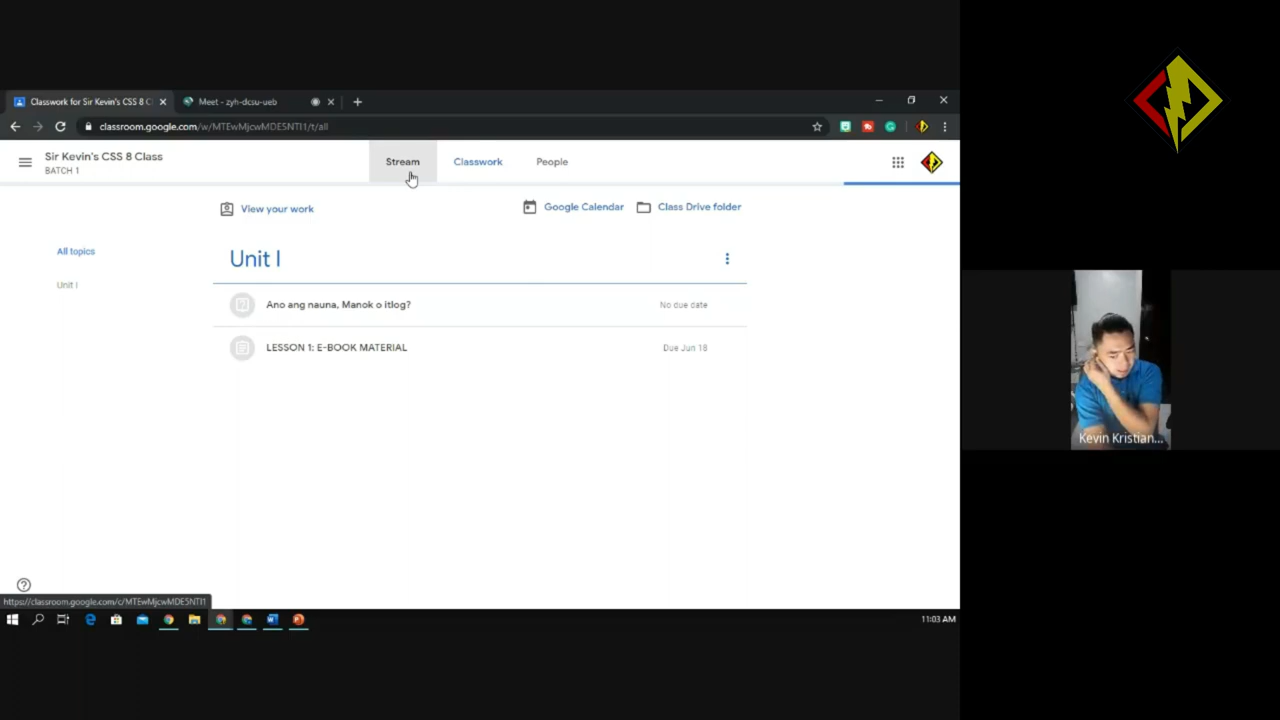 Classwork for Sir Kevin's CSS 8 C
Meet - zyh-dcsu-ueb
classroom.google.com/w/MTEwMjcwMDE5NTI1/t/all
Sir Kevin's CSS 8 Class
BATCH 1
Stream
Classwork
People
View your work
Google Calendar
Class Drive folder
All topics
Unit I
Unit I
Ano ang nauna, Manok o itlog?
No due date
LESSON 1: E-BOOK MATERIAL
Due Jun 18
Kevin Kristian...
https://classroom.google.com/c/MTEwMjcwMDE5NTI1
11:03 AM